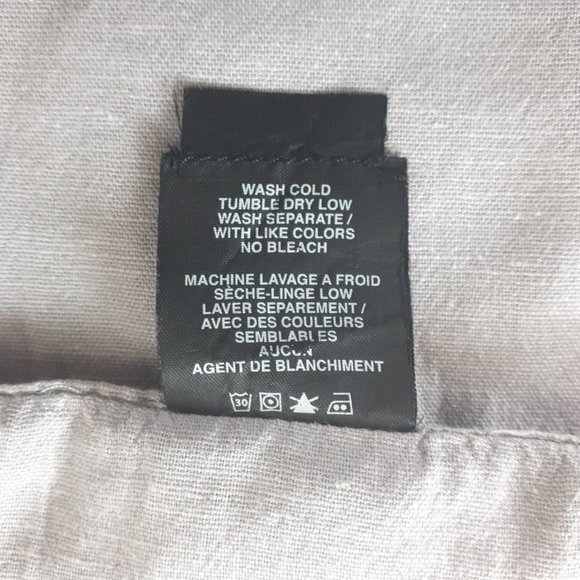 WASH COLD
TUMBLE DRY LOW
WASH SEPARATE /
WITH LIKE COLORS
NO BLEACH
MACHINE LAVAGE A FROID
SÈCHE-LINGE LOW
LAVER SEPAREMENT /
AVEC DES COULEURS
SEMBLABLES
AUCUN
AGENT DE BLANCHIMENT
30